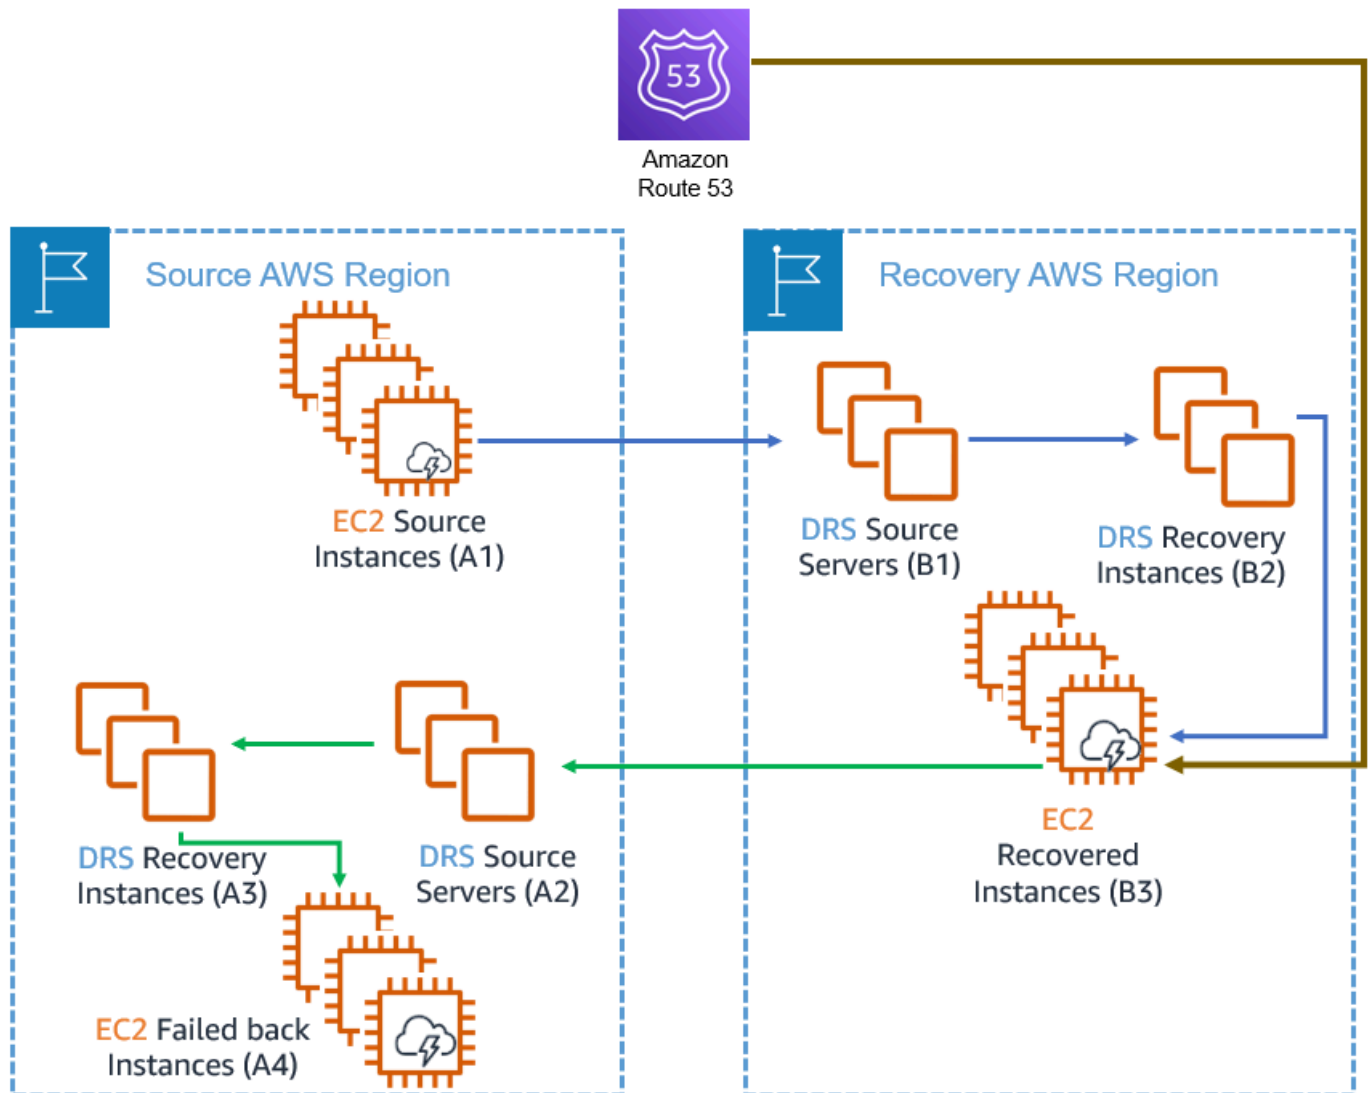 53
Amazon
Route 53
Source AWS Region
Recovery AWS Region
EC2 Source
Instances (A1)
DRS Source
Servers (B1)
DRS Recovery
Instances (B2)
DRS Recovery
Instances (A3)
DRS Source
Servers (A2)
EC2
Recovered
Instances (B3)
EC2 Failed back
Instances (A4)